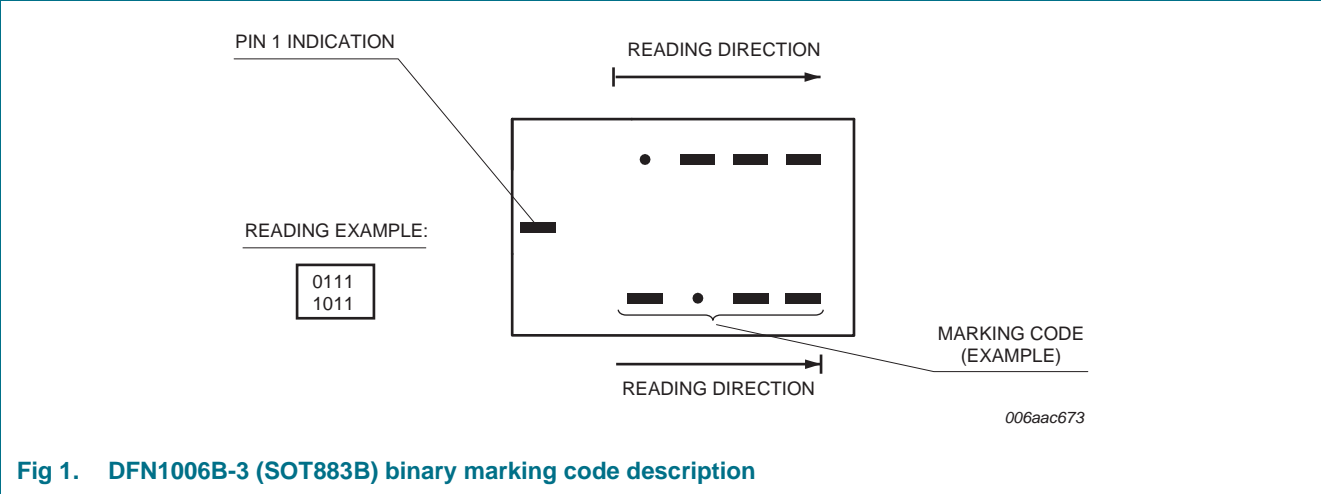 PIN 1 INDICATION
READING DIRECTION
READING EXAMPLE:
0111
1011
MARKING CODE
(EXAMPLE)
READING DIRECTION
006aac673
Fig 1. DFN1006B-3 (SOT883B) binary marking code description